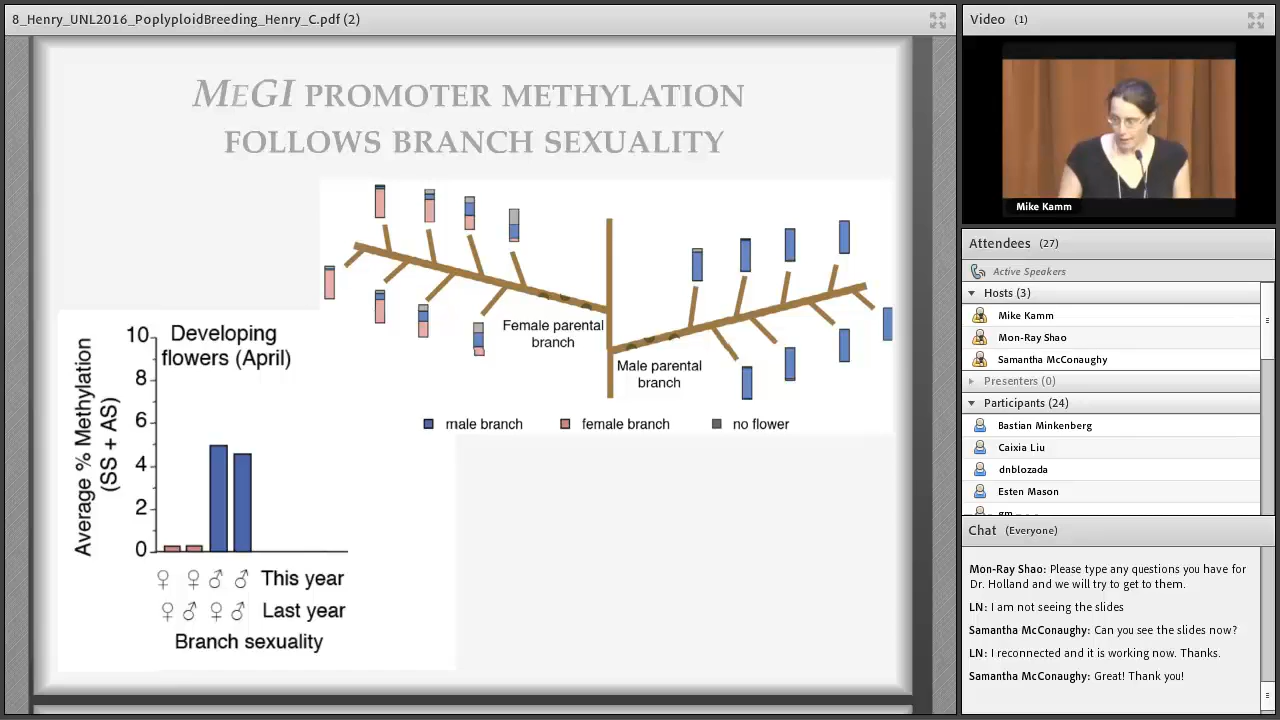 8_Henry_UNL2016_PoplyploidBreeding_Henry_C.pdf (2)
MEGI PROMOTER METHYLATION
FOLLOWS BRANCH SEXUALITY
Female parental
branch
Male parental
branch
male branch
female branch
no flower
Developing
flowers (April)
Average % Methylation
(SS + AS)
10
8
6
4
2
0
♀ ♀ ♂ ♂ This year
♀ ♂ ♀ ♂ Last year
Branch sexuality
Video (1)
Mike Kamm
Attendees (27)
Active Speakers
Hosts (3)
Mike Kamm
Mon-Ray Shao
Samantha McConaughy
Presenters (0)
Participants (24)
Bastian Minkenberg
Caixia Liu
dnblozada
Esten Mason
Chat (Everyone)
Mon-Ray Shao: Please type any questions you have for
Dr. Holland and we will try to get to them.
LN: I am not seeing the slides
Samantha McConaughy: Can you see the slides now?
LN: I reconnected and it is working now. Thanks.
Samantha McConaughy: Great! Thank you!